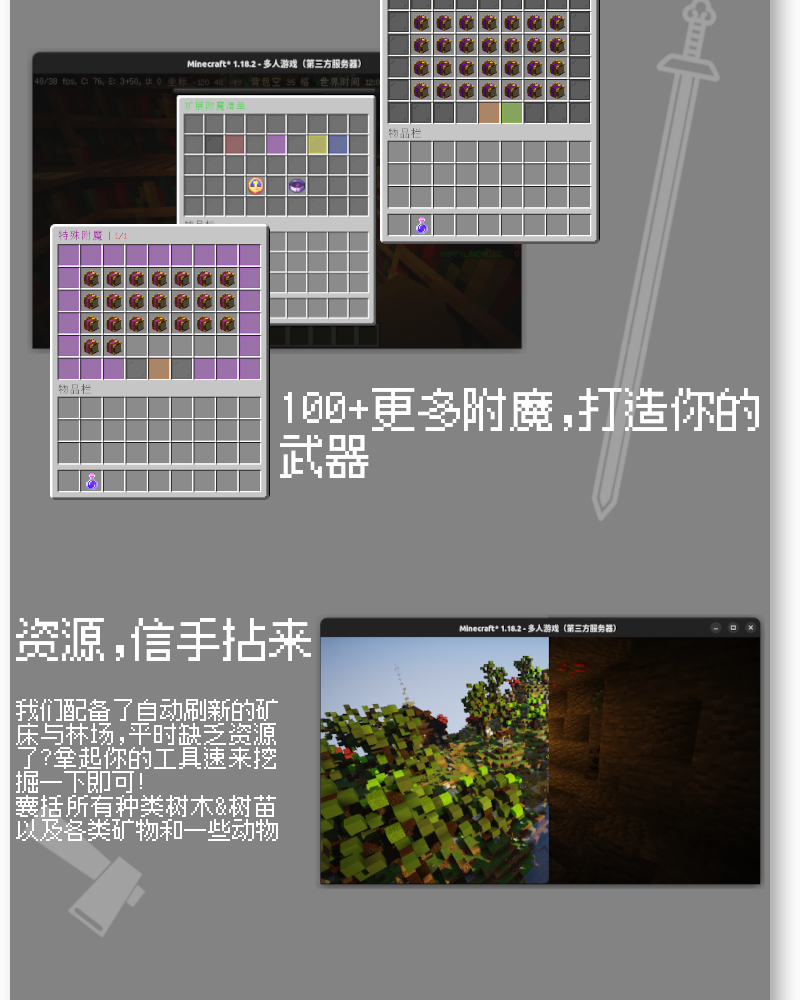 Minecraft* 1.18.2 - 多人游戏（第三方服务器）
扩展附魔清单
物品栏
特殊附魔 | 1/1
物品栏
100+更多附魔,打造你的
武器
资源,信手拈来
Minecraft* 1.18.2 - 多人游戏（第三方服务器）
我们配备了自动刷新的矿
床与林场,平时缺乏资源
了?拿起你的工具速来挖
掘一下即可!
囊括所有种类树木&树苗
以及各类矿物和一些动物